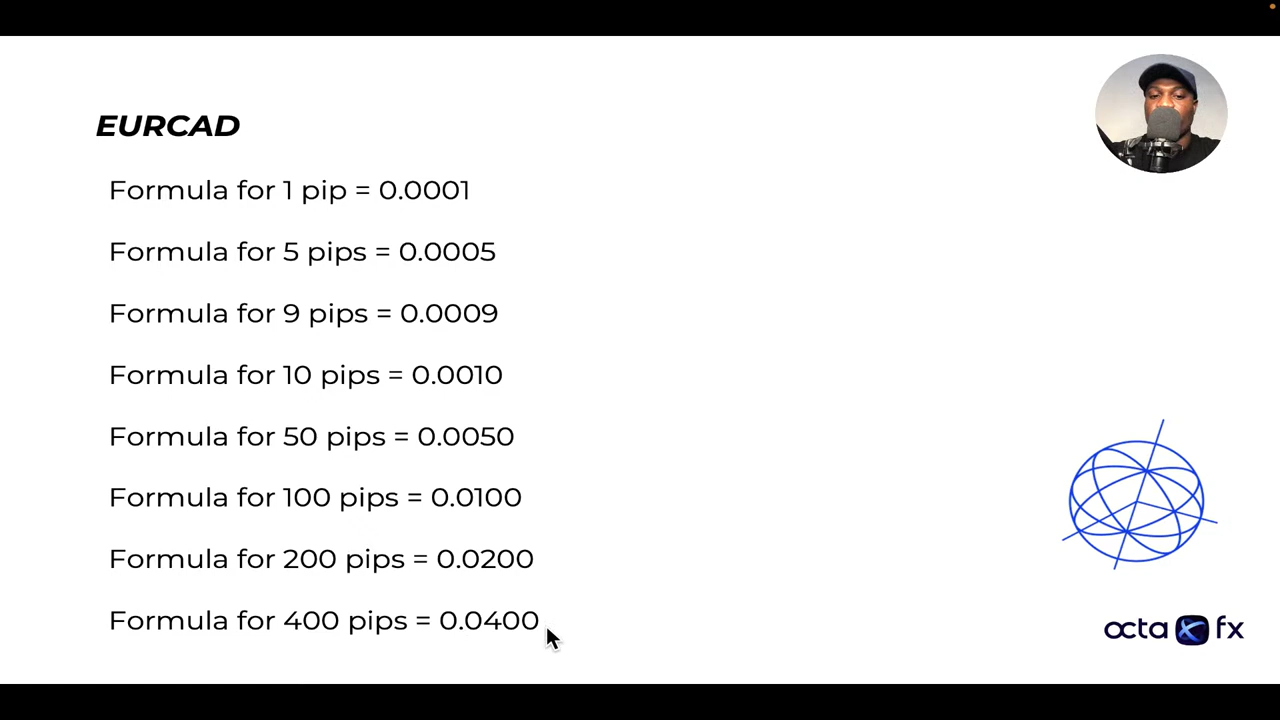 EURCAD
Formula for 1 pip = 0.0001
Formula for 5 pips = 0.0005
Formula for 9 pips = 0.0009
Formula for 10 pips = 0.0010
Formula for 50 pips = 0.0050
Formula for 100 pips = 0.0100
Formula for 200 pips = 0.0200
Formula for 400 pips = 0.0400
octa fx